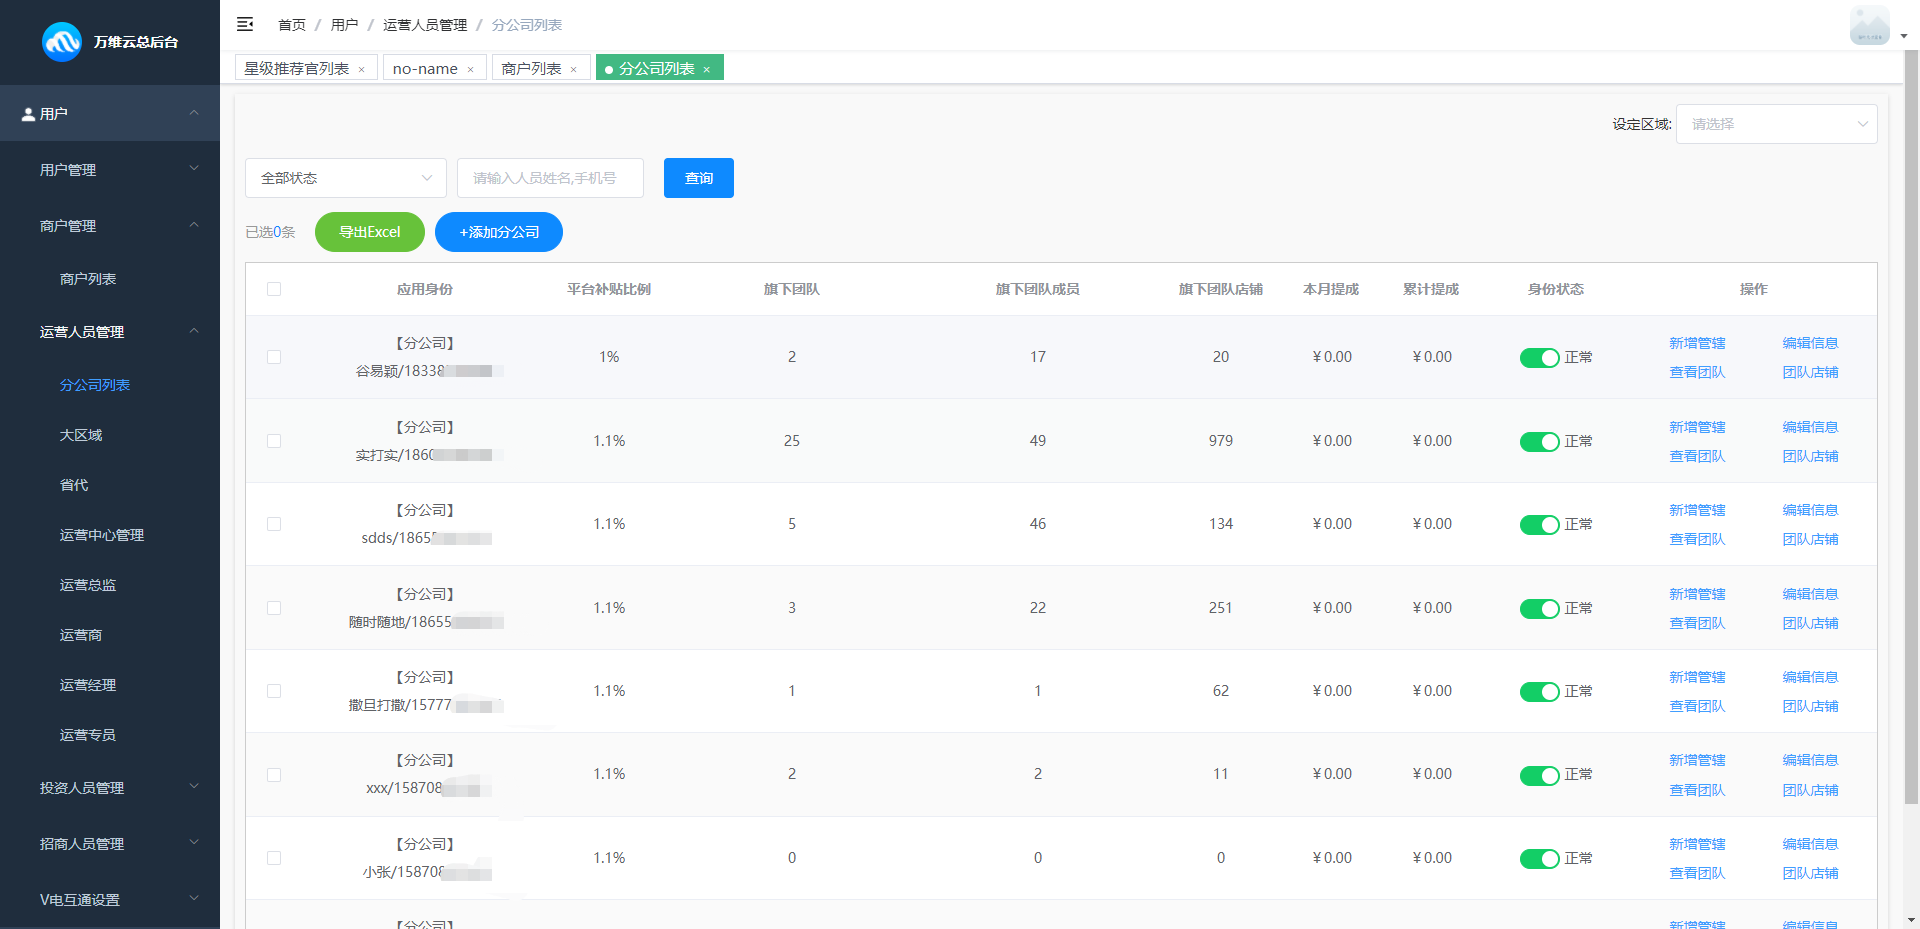 万维云总后台
首页 / 用户 / 运营人员管理 / 分公司列表
星级推荐官列表 × no-name × 商户列表 × 分公司列表 ×
用户
用户管理
商户管理
商户列表
运营人员管理
分公司列表
大区域
省代
运营中心管理
运营总监
运营商
运营经理
运营专员
投资人员管理
招商人员管理
V电互通设置
设定区域: 请选择
全部状态 请输入人员姓名,手机号 查询
已选0条 导出Excel +添加分公司
应用身份 平台补贴比例 旗下团队 旗下团队成员 旗下团队店铺 本月提成 累计提成 身份状态 操作
【分公司】 新增管辖 编辑信息
1% 2 17 20 ￥0.00 ￥0.00 正常
谷易颖/18338 查看团队 团队店铺
【分公司】 新增管辖 编辑信息
1.1% 25 49 979 ￥0.00 ￥0.00 正常
实打实/1860 查看团队 团队店铺
【分公司】 新增管辖 编辑信息
1.1% 5 46 134 ￥0.00 ￥0.00 正常
sdds/1865 查看团队 团队店铺
【分公司】 新增管辖 编辑信息
1.1% 3 22 251 ￥0.00 ￥0.00 正常
随时随地/18655 查看团队 团队店铺
【分公司】 新增管辖 编辑信息
1.1% 1 1 62 ￥0.00 ￥0.00 正常
撒旦打撒/15777 查看团队 团队店铺
【分公司】 新增管辖 编辑信息
1.1% 2 2 11 ￥0.00 ￥0.00 正常
xxx/158708 查看团队 团队店铺
【分公司】 新增管辖 编辑信息
1.1% 0 0 0 ￥0.00 ￥0.00 正常
小张/158708 查看团队 团队店铺
【分公司】 新增管辖 编辑信息